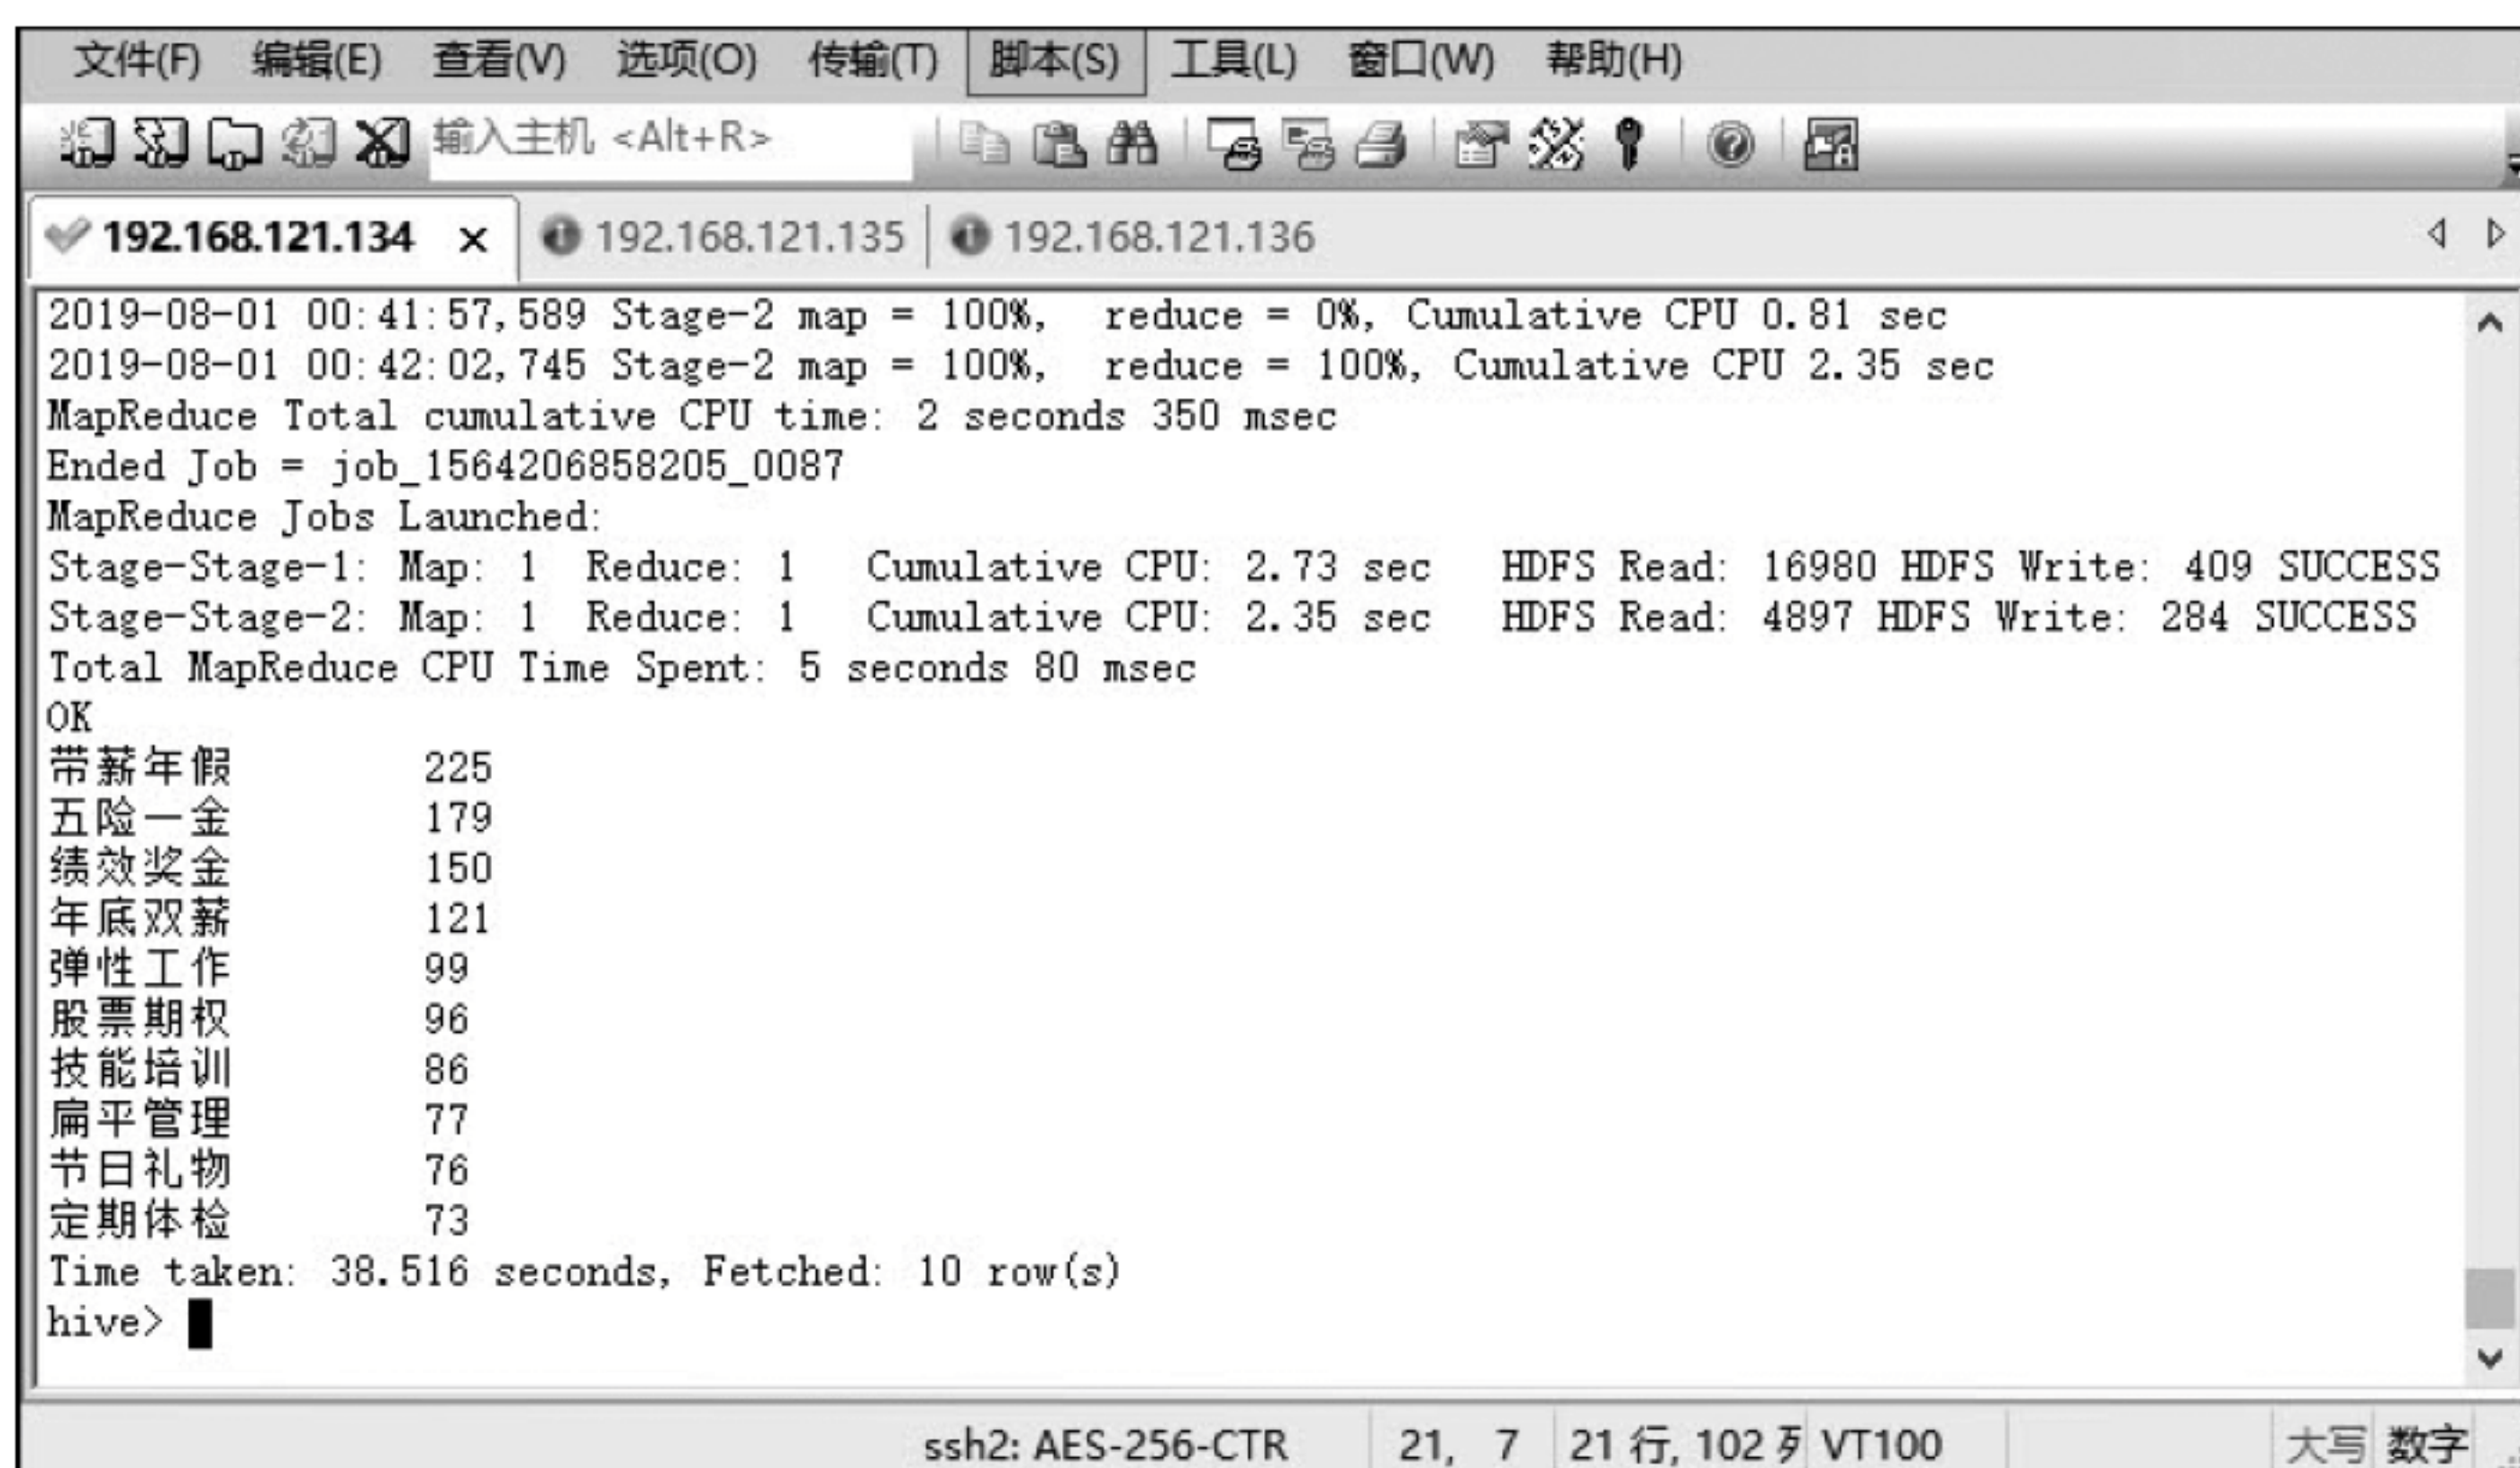 文件(F) 编辑(E) 查看(V) 选项(O) 传输(T) 脚本(S) 工具(L) 窗口(W) 帮助(H)
输入主机 <Alt+R>
192.168.121.134 x 192.168.121.135 192.168.121.136
2019-08-01 00:41:57,589 Stage-2 map = 100%, reduce = 0%, Cumulative CPU 0.81 sec
2019-08-01 00:42:02,745 Stage-2 map = 100%, reduce = 100%, Cumulative CPU 2.35 sec
MapReduce Total cumulative CPU time: 2 seconds 350 msec
Ended Job = job_1564206858205_0087
MapReduce Jobs Launched:
Stage-Stage-1: Map: 1 Reduce: 1 Cumulative CPU: 2.73 sec HDFS Read: 16980 HDFS Write: 409 SUCCESS
Stage-Stage-2: Map: 1 Reduce: 1 Cumulative CPU: 2.35 sec HDFS Read: 4897 HDFS Write: 284 SUCCESS
Total MapReduce CPU Time Spent: 5 seconds 80 msec
OK
带薪年假 225
五险一金 179
绩效奖金 150
年底双薪 121
弹性工作 99
股票期权 96
技能培训 86
扁平管理 77
节日礼物 76
定期体检 73
Time taken: 38.516 seconds, Fetched: 10 row(s)
hive>
ssh2: AES-256-CTR 21, 7 21 行, 102 列 VT100 大写 数字